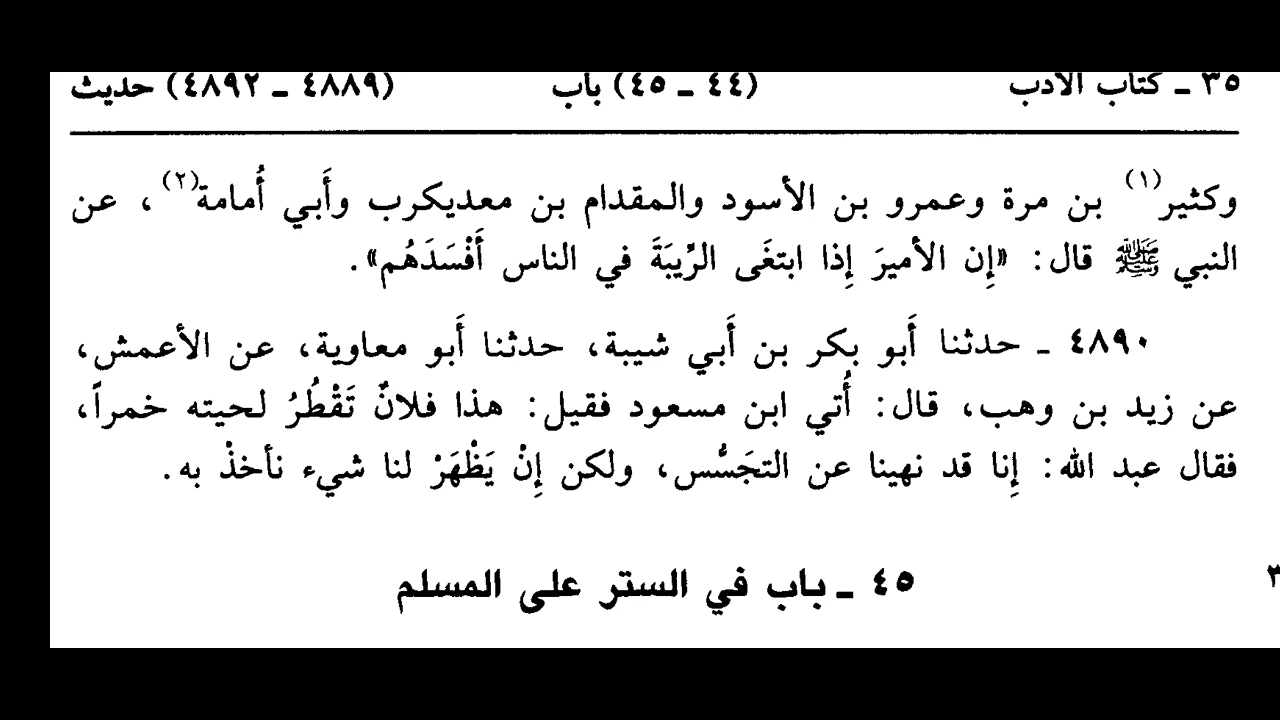 ٣٥ ـ كتاب الأدب (٤٤ ـ ٤٥) باب (٤٨٨٩ ـ ٤٨٩٢) حديث
وكثير(١) بن مرة وعمرو بن الأسود والمقدام بن معديكرب وأَبي أُمامة(٢)، عن
النبي ﷺ قال: «إِن الأميرَ إِذا ابتغَى الرِّيبَةَ في الناس أَفْسَدَهُم».
٤٨٩٠ ـ حدثنا أَبو بكر بن أَبي شيبة، حدثنا أَبو معاوية، عن الأعمش،
عن زيد بن وهب، قال: أُتي ابن مسعود فقيل: هذا فلانٌ تَقْطُرُ لحيته خمراً،
فقال عبد الله: إِنا قد نهينا عن التجَسُّس، ولكن إِنْ يَظْهَرْ لنا شيء نأخذْ به.
٤٥ ـ باب في الستر على المسلم